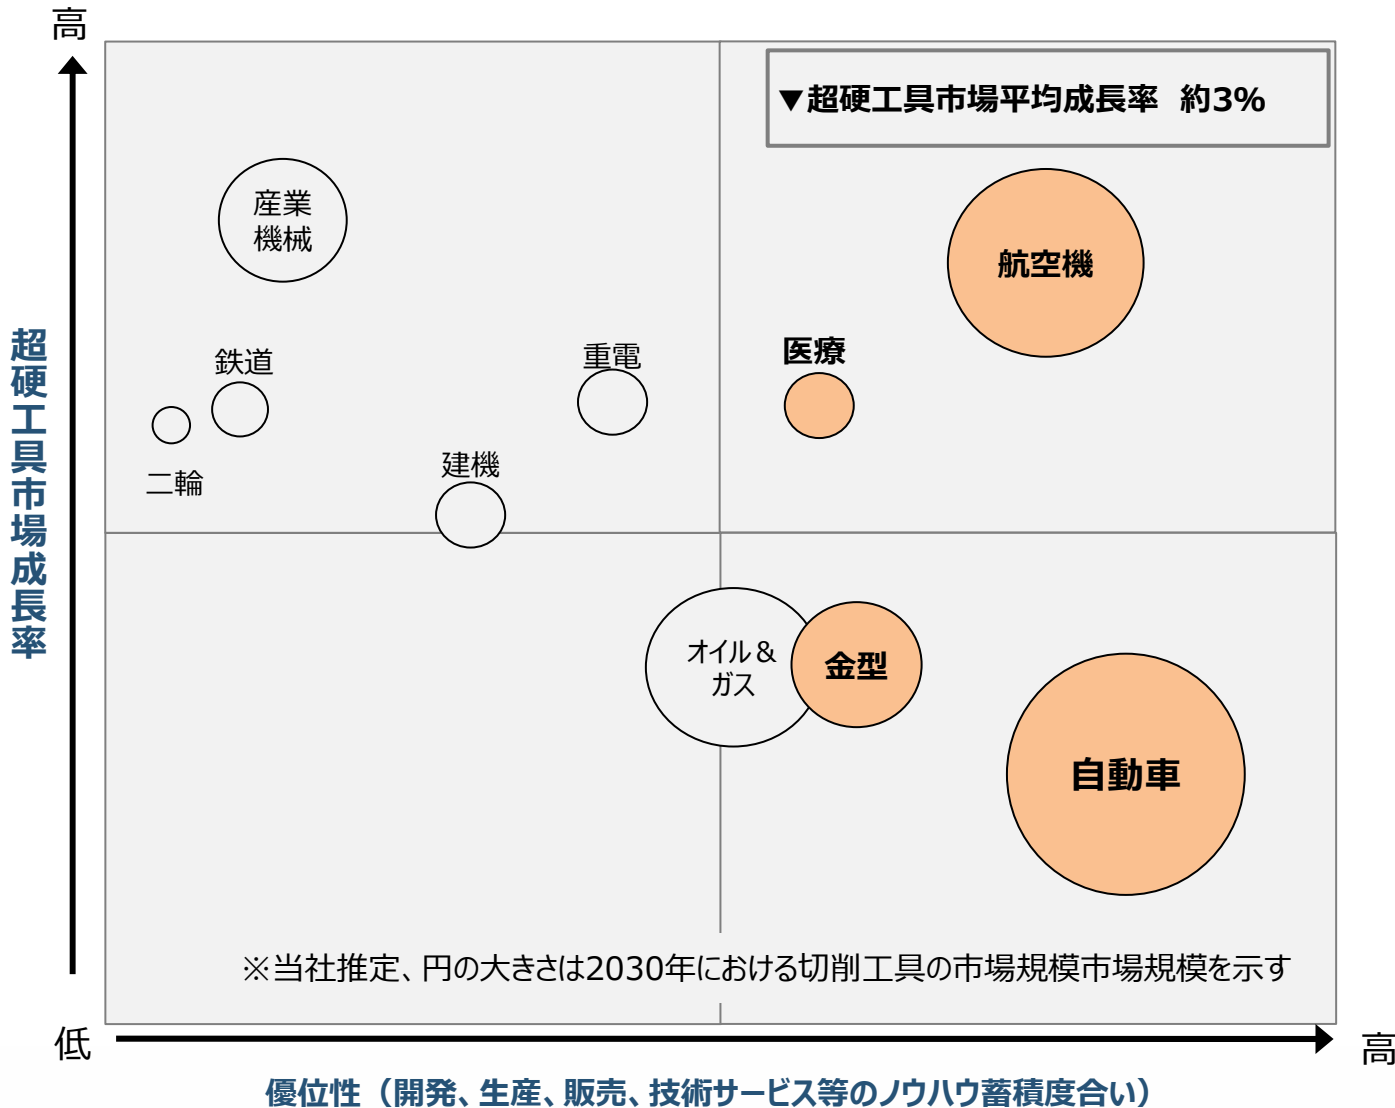 高
▼超硬工具市場平均成長率 約3%
産業
機械
航空機
鉄道
重電
医療
二輪
建機
超硬工具市場成長率
オイル＆
ガス
金型
自動車
※当社推定、円の大きさは2030年における切削工具の市場規模市場規模を示す
低
高
優位性（開発、生産、販売、技術サービス等のノウハウ蓄積度合い）